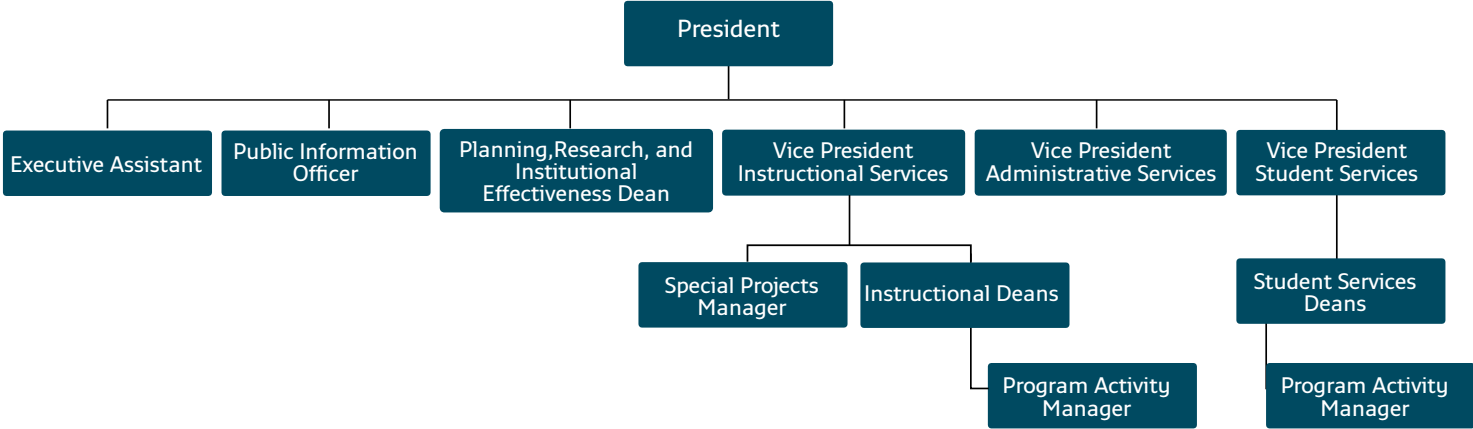 President
Executive Assistant
Public Information
Officer
Planning,Research, and
Institutional
Effectiveness Dean
Vice President
Instructional Services
Vice President
Administrative Services
Vice President
Student Services
Special Projects
Manager
Instructional Deans
Student Services
Deans
Program Activity
Manager
Program Activity
Manager